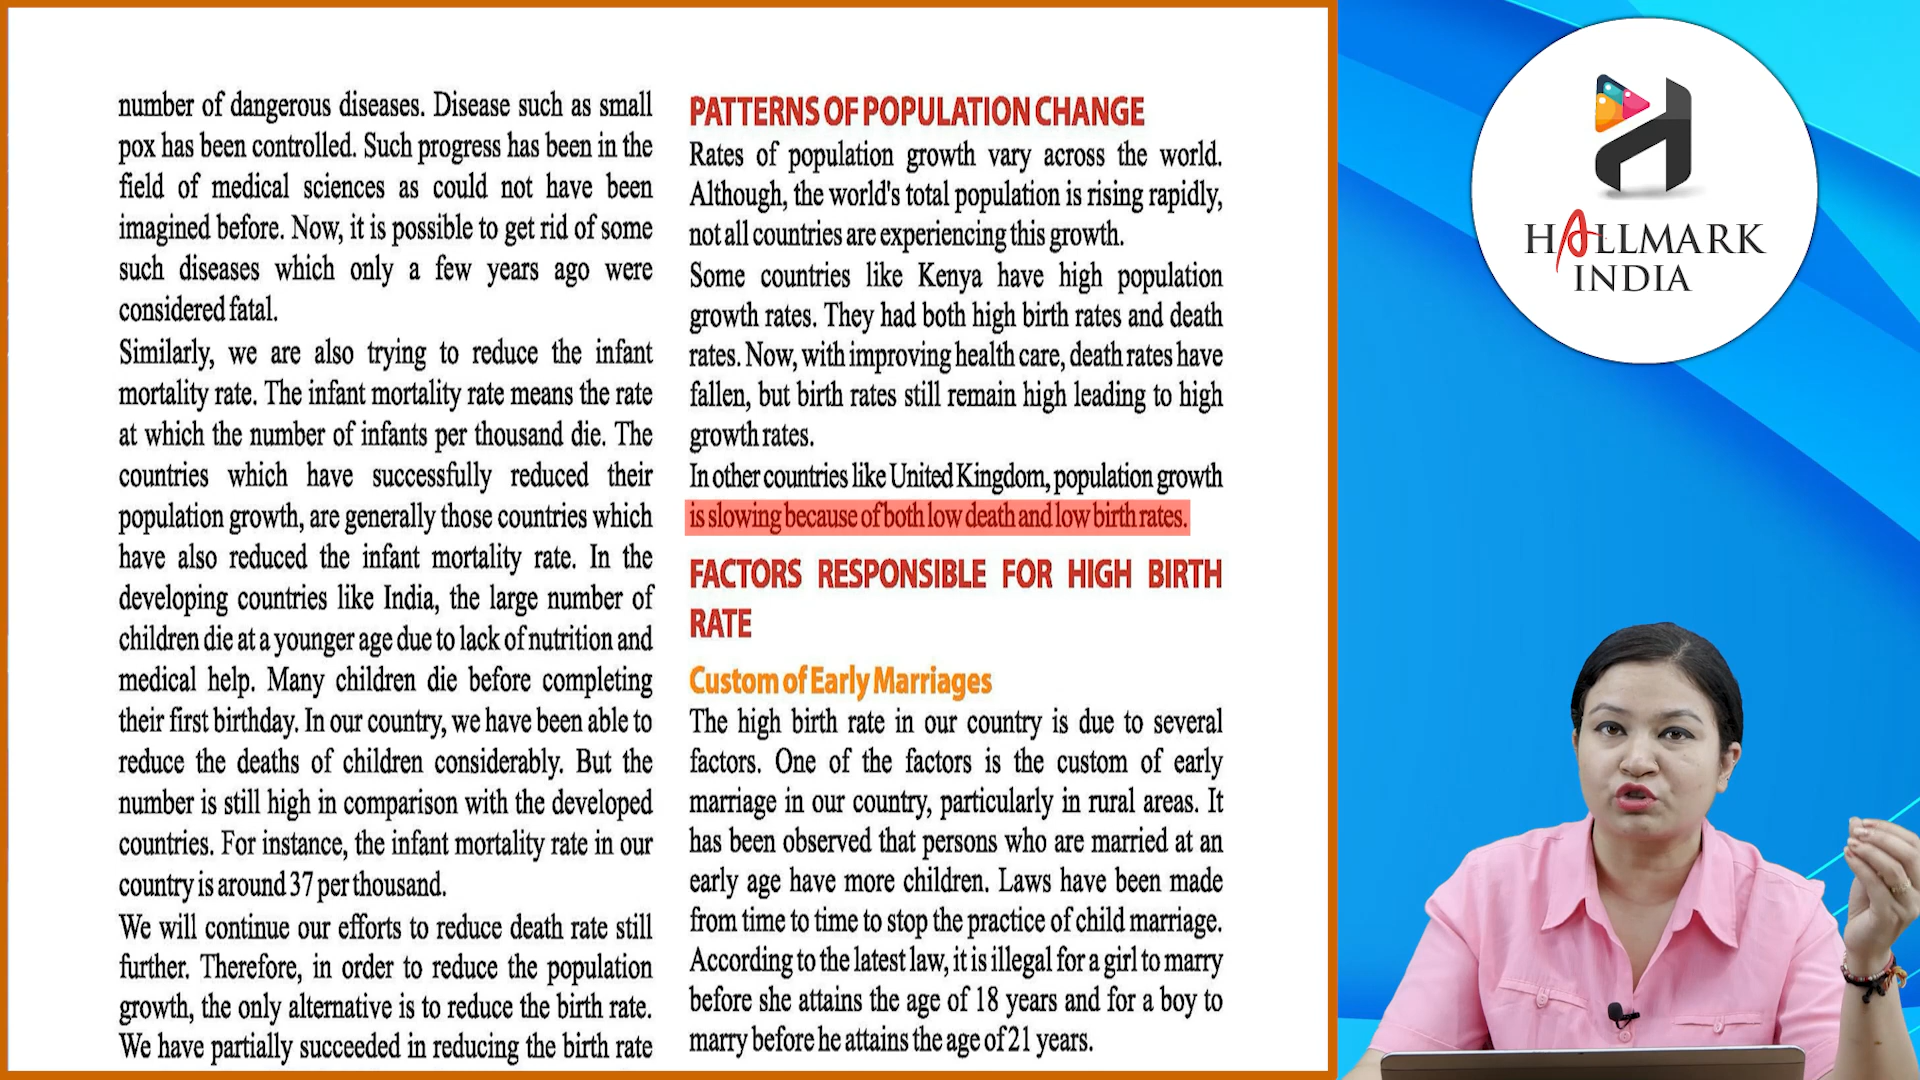 number of dangerous diseases. Disease such as small
pox has been controlled. Such progress has been in the
field of medical sciences as could not have been
imagined before. Now, it is possible to get rid of some
such diseases which only a few years ago were
considered fatal.
Similarly, we are also trying to reduce the infant
mortality rate. The infant mortality rate means the rate
at which the number of infants per thousand die. The
countries which have successfully reduced their
population growth, are generally those countries which
have also reduced the infant mortality rate. In the
developing countries like India, the large number of
children die at a younger age due to lack of nutrition and
medical help. Many children die before completing
their first birthday. In our country, we have been able to
reduce the deaths of children considerably. But the
number is still high in comparison with the developed
countries. For instance, the infant mortality rate in our
country is around 37 per thousand.
We will continue our efforts to reduce death rate still
further. Therefore, in order to reduce the population
growth, the only alternative is to reduce the birth rate.
We have partially succeeded in reducing the birth rate
PATTERNS OF POPULATION CHANGE
Rates of population growth vary across the world.
Although, the world's total population is rising rapidly,
not all countries are experiencing this growth.
Some countries like Kenya have high population
growth rates. They had both high birth rates and death
rates. Now, with improving health care, death rates have
fallen, but birth rates still remain high leading to high
growth rates.
In other countries like United Kingdom, population growth
is slowing because of both low death and low birth rates.
FACTORS RESPONSIBLE FOR HIGH BIRTH
RATE
Custom of Early Marriages
The high birth rate in our country is due to several
factors. One of the factors is the custom of early
marriage in our country, particularly in rural areas. It
has been observed that persons who are married at an
early age have more children. Laws have been made
from time to time to stop the practice of child marriage.
According to the latest law, it is illegal for a girl to marry
before she attains the age of 18 years and for a boy to
marry before he attains the age of 21 years.
HALLMARK
INDIA